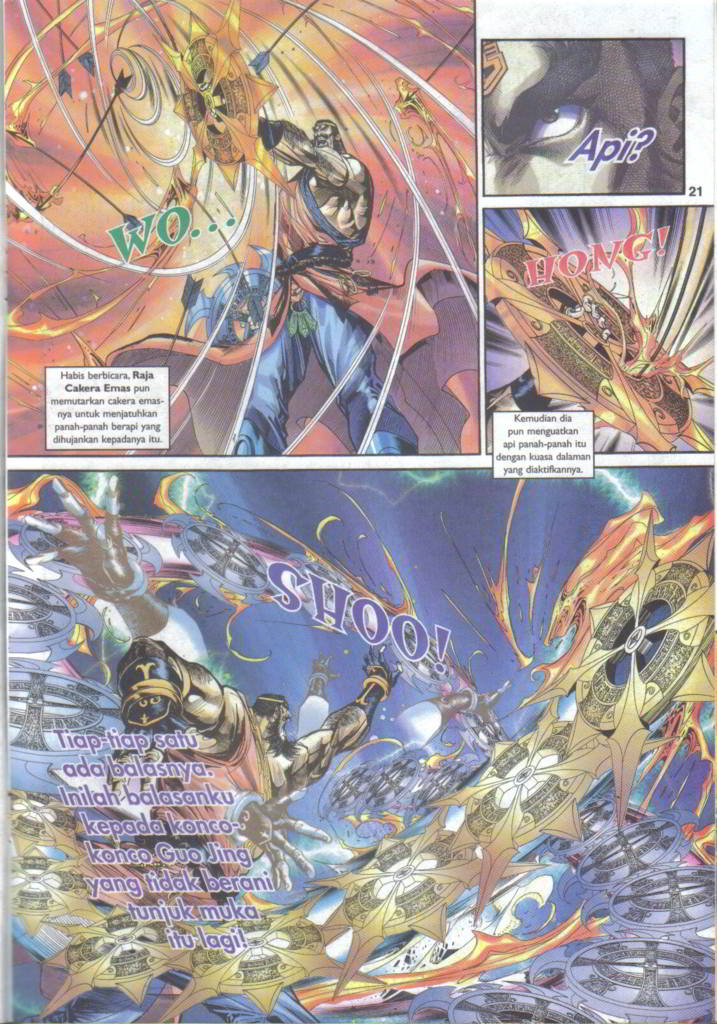 WO...
Habis berbicara, Raja
Cakera Emas pun
memutarkan cakera emas-
nya untuk menjatuhkan
panah-panah berapi yang
dihujankan kepadanya itu.
Api?
21
HONG!
Kemudian dia
pun menguatkan
api panah-panah itu
dengan kuasa dalaman
yang diaktifkannya.
SHOO!
Tiap-tiap satu
ada balasnya.
Inilah balasanku
kepada konco-
konco Guo Jing
yang tidak berani
tunjuk muka
itu lagi!